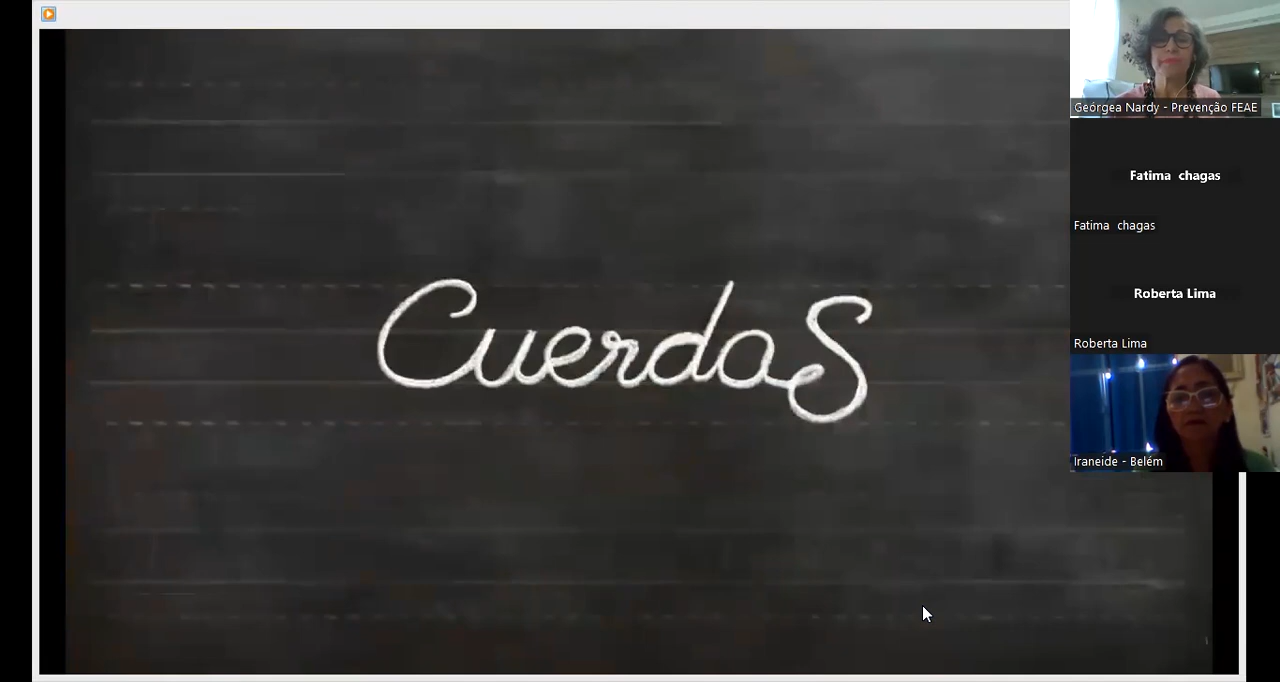 CuerdaS
Geórgea Nardy - Prevenção FEAE
Fatima chagas
Fatima chagas
Roberta Lima
Roberta Lima
Iraneide - Belém